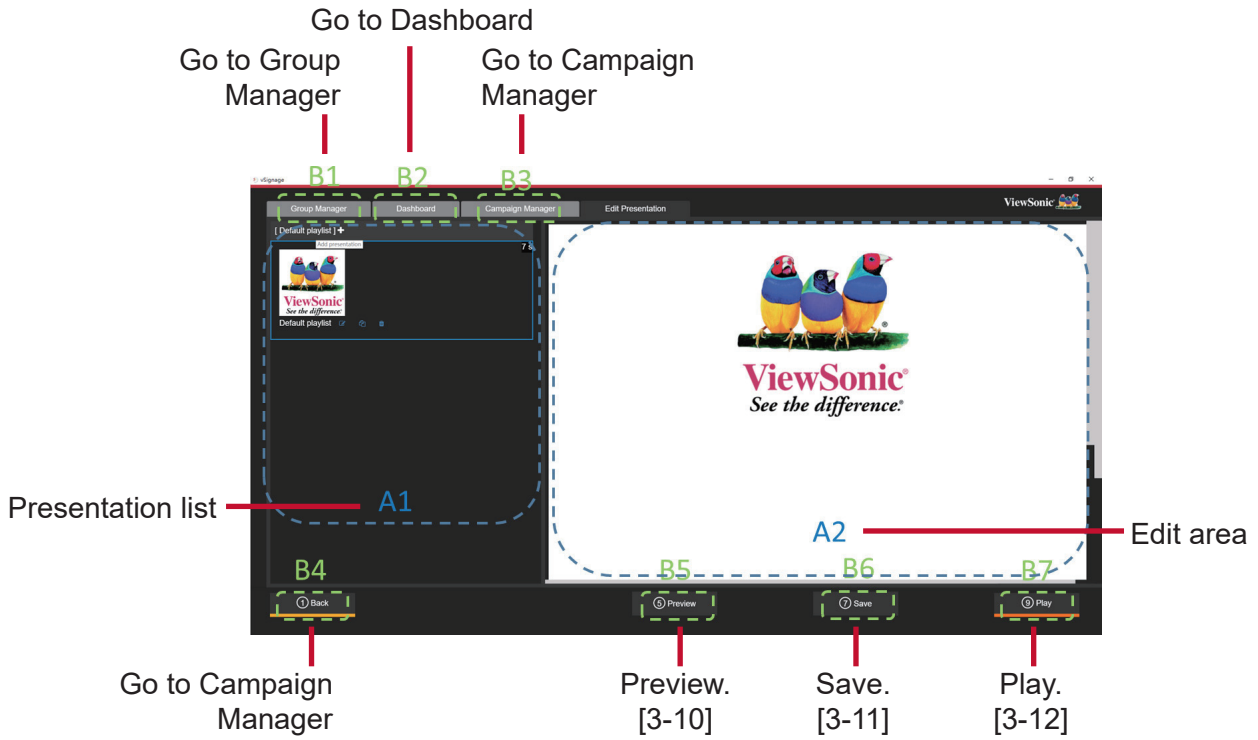 Go to Dashboard
Go to Group
Manager
Go to Campaign
Manager
B1
B2
B3
vSignage
Group Manager
Dashboard
Campaign Manager
Edit Presentation
ViewSonic
[ Default playlist ] +
Add presentation
7 s
ViewSonic
See the difference
Default playlist
ViewSonic®
See the difference.®
Presentation list
A1
A2
Edit area
B4
B5
B6
B7
1 Back
5 Preview
7 Save
9 Play
Go to Campaign
Manager
Preview.
[3-10]
Save.
[3-11]
Play.
[3-12]